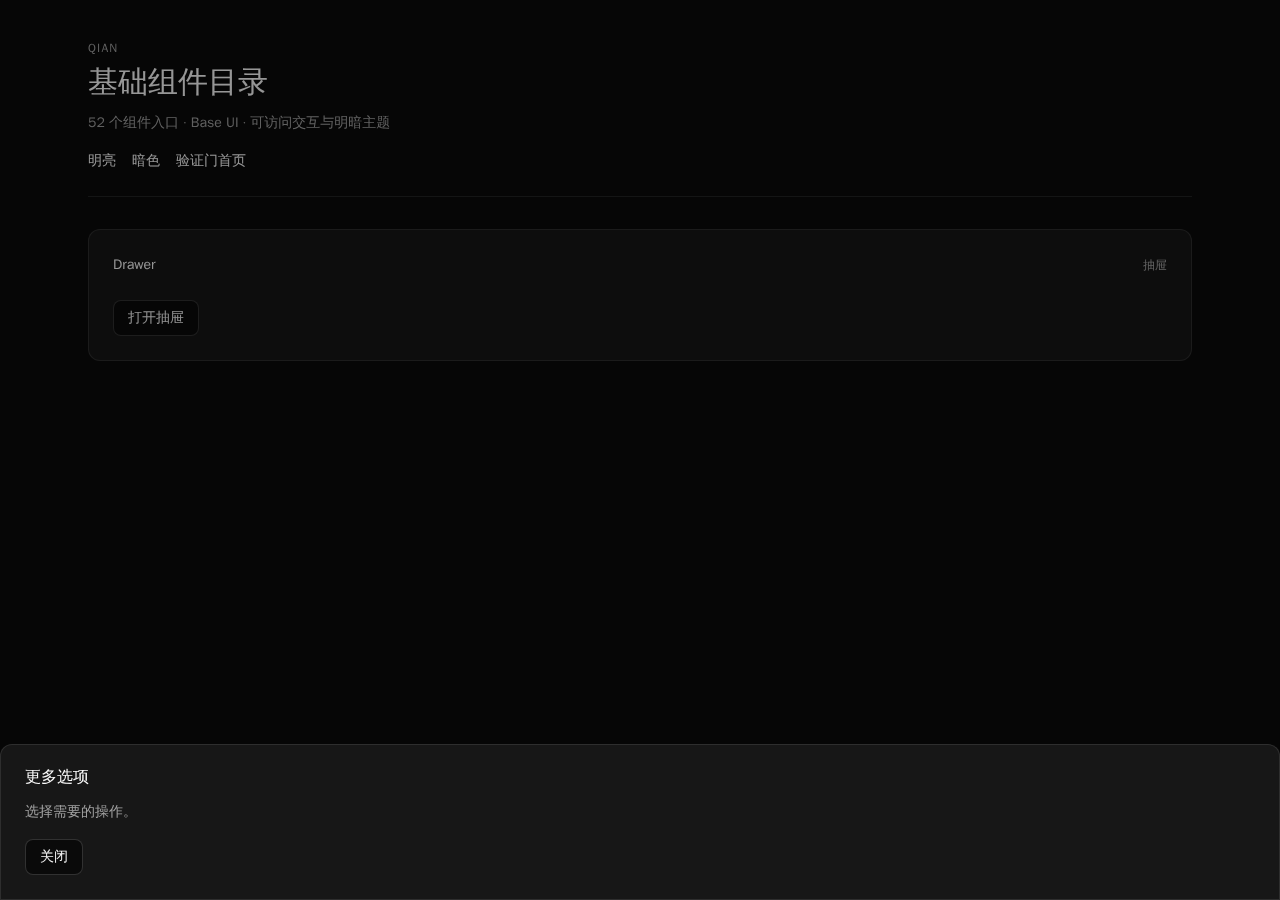 QIAN
基础组件目录
52 个组件入口 · Base UI · 可访问交互与明暗主题
明亮 暗色 验证门首页
Drawer 抽屉
打开抽屉
更多选项
选择需要的操作。
关闭